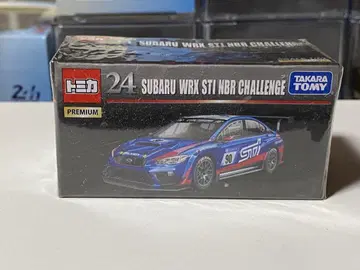 SUBARU WRX STI NBR CHALLENGE
トミカ
PREMIUM
24 SUBARU WRX STI NBR CHALLENGE
TAKARA
TOMY
STI
90